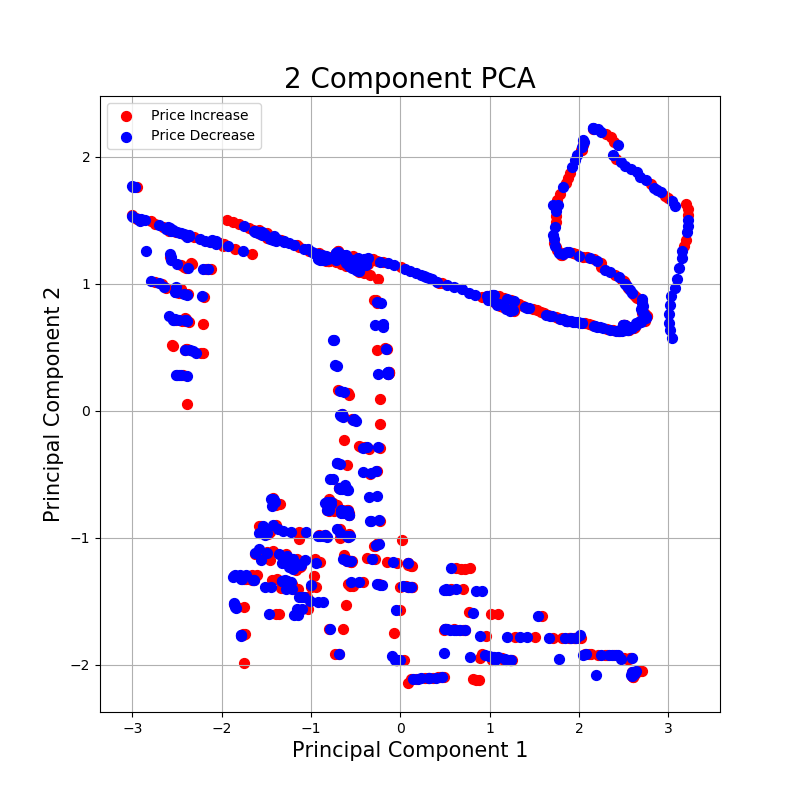 2 Component PCA
Price Increase
Price Decrease
Principal Component 2
2
1
0
−1
−2
−3
−2
−1
0
1
2
3
Principal Component 1